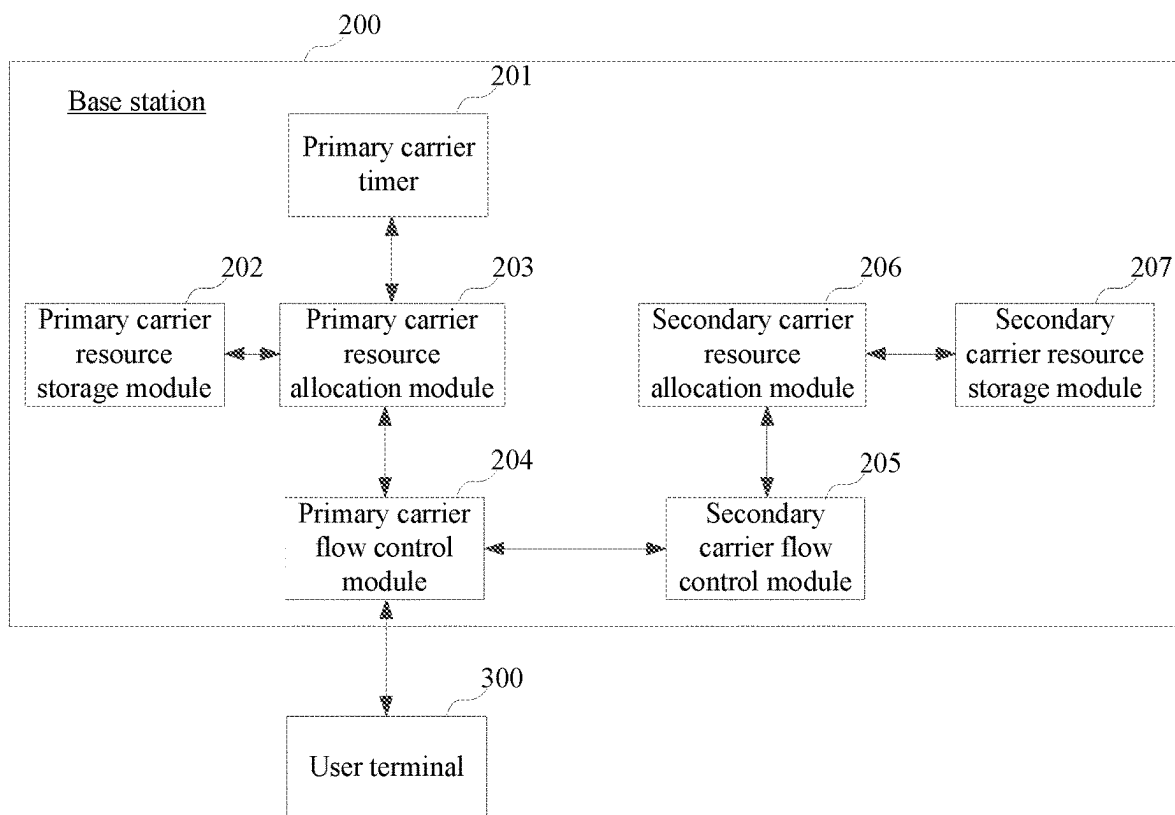 200
Base station
201
Primary carrier
timer
202
Primary carrier
resource
storage module
203
Primary carrier
resource
allocation module
206
Secondary carrier
resource
allocation module
207
Secondary
carrier resource
storage module
204
Primary carrier
flow control
module
205
Secondary
carrier flow
control module
300
User terminal